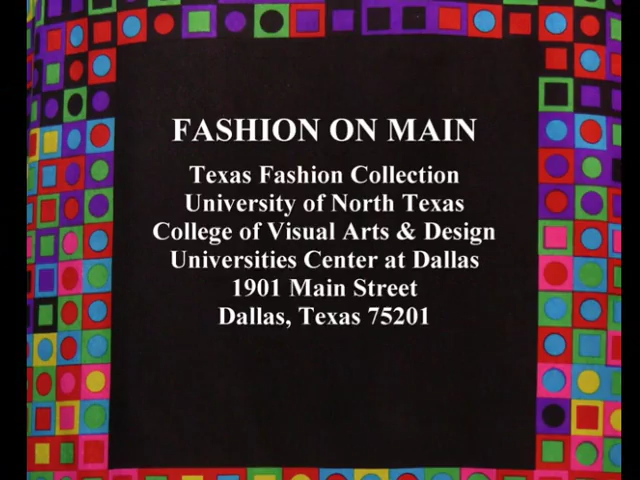 FASHION ON MAIN
Texas Fashion Collection
University of North Texas
College of Visual Arts & Design
Universities Center at Dallas
1901 Main Street
Dallas, Texas 75201